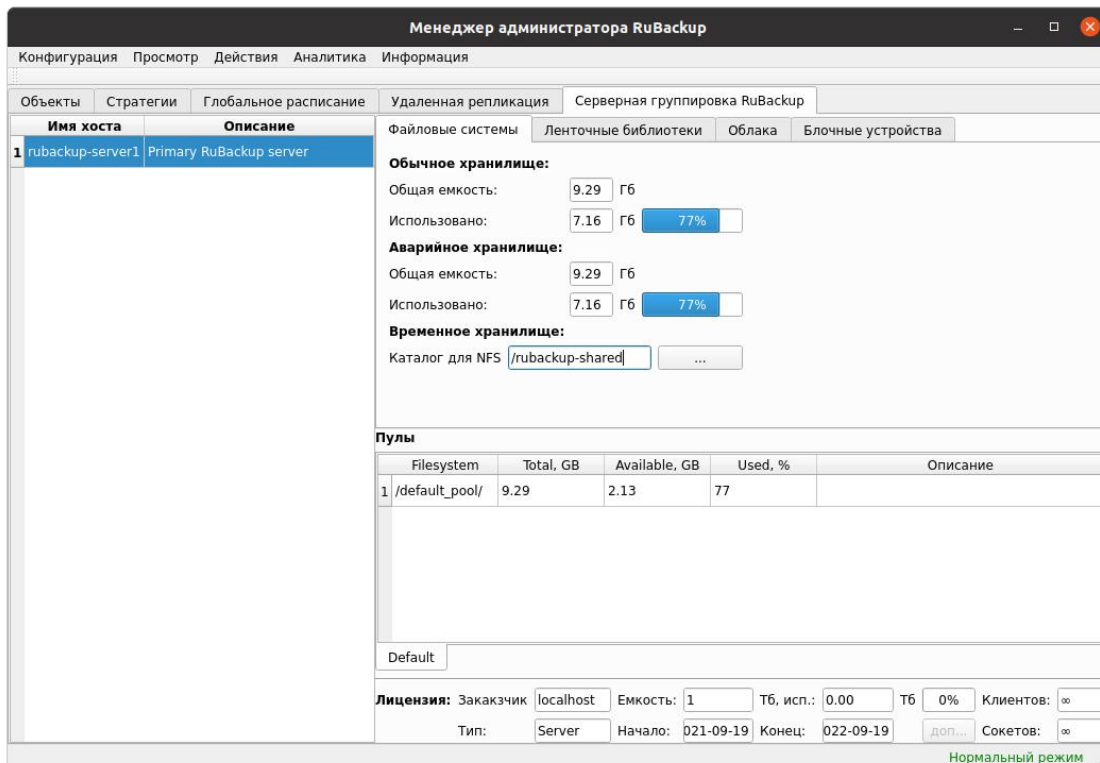 Менеджер администратора RuBackup
Конфигурация Просмотр Действия Аналитика Информация
Объекты Стратегии Глобальное расписание Удаленная репликация Серверная группировка RuBackup
Имя хоста Описание
1 rubackup-server1 Primary RuBackup server
Файловые системы Ленточные библиотеки Облака Блочные устройства
Обычное хранилище:
Общая емкость: 9.29 Гб
Использовано: 7.16 Гб 77%
Аварийное хранилище:
Общая емкость: 9.29 Гб
Использовано: 7.16 Гб 77%
Временное хранилище:
Каталог для NFS /rubackup-shared ...
Пулы
Filesystem Total, GB Available, GB Used, % Описание
1 /default_pool/ 9.29 2.13 77
Default
Лицензия: Закакзчик localhost Емкость: 1 Тб, исп.: 0.00 Тб 0% Клиентов: ∞
Тип: Server Начало: 021-09-19 Конец: 022-09-19 доп... Сокетов: ∞
Нормальный режим